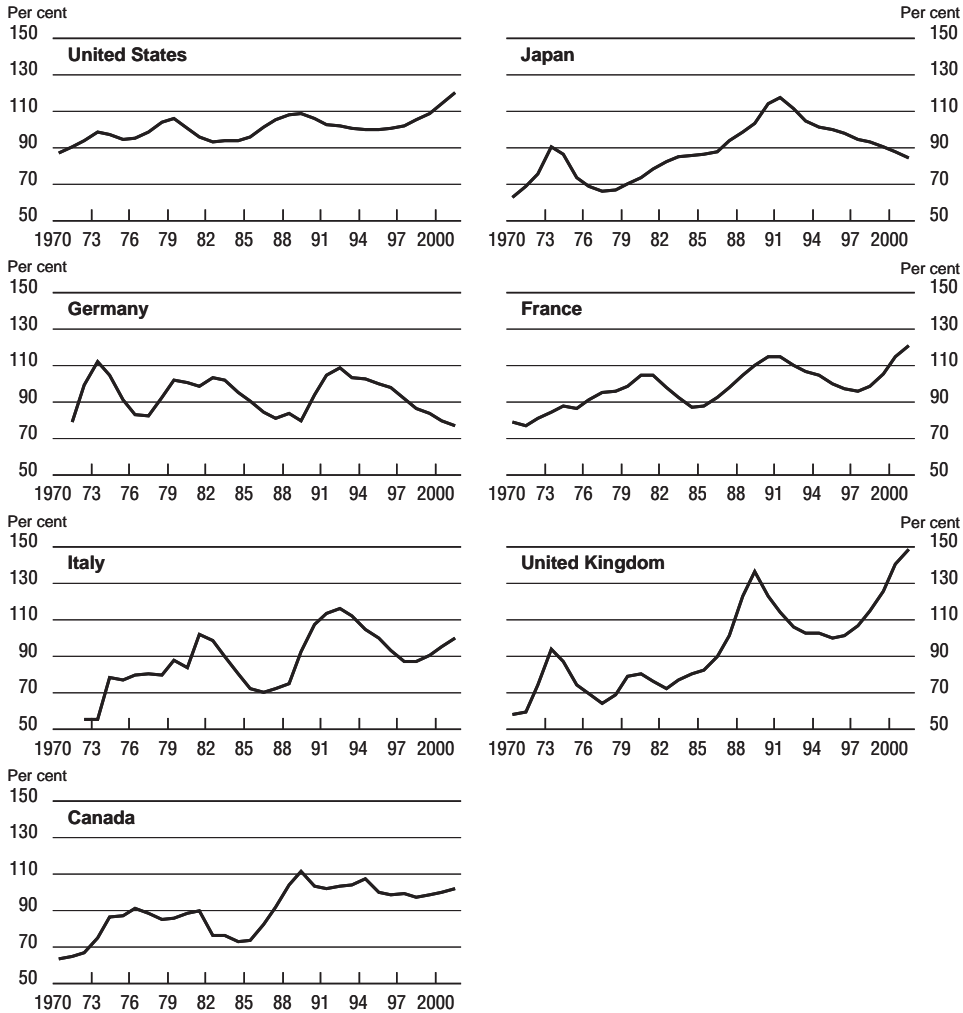 Per cent Per cent
150 150
United States Japan
130 130
110 110
90 90
70 70
50 50
1970 73 76 79 82 85 88 91 94 97 2000 1970 73 76 79 82 85 88 91 94 97 2000
Per cent Per cent
150 150
Germany France
130 130
110 110
90 90
70 70
50 50
1970 73 76 79 82 85 88 91 94 97 2000 1970 73 76 79 82 85 88 91 94 97 2000
Per cent Per cent
150 150
Italy United Kingdom
130 130
110 110
90 90
70 70
50 50
1970 73 76 79 82 85 88 91 94 97 2000 1970 73 76 79 82 85 88 91 94 97 2000
Per cent
150
Canada
130
110
90
70
50
1970 73 76 79 82 85 88 91 94 97 2000